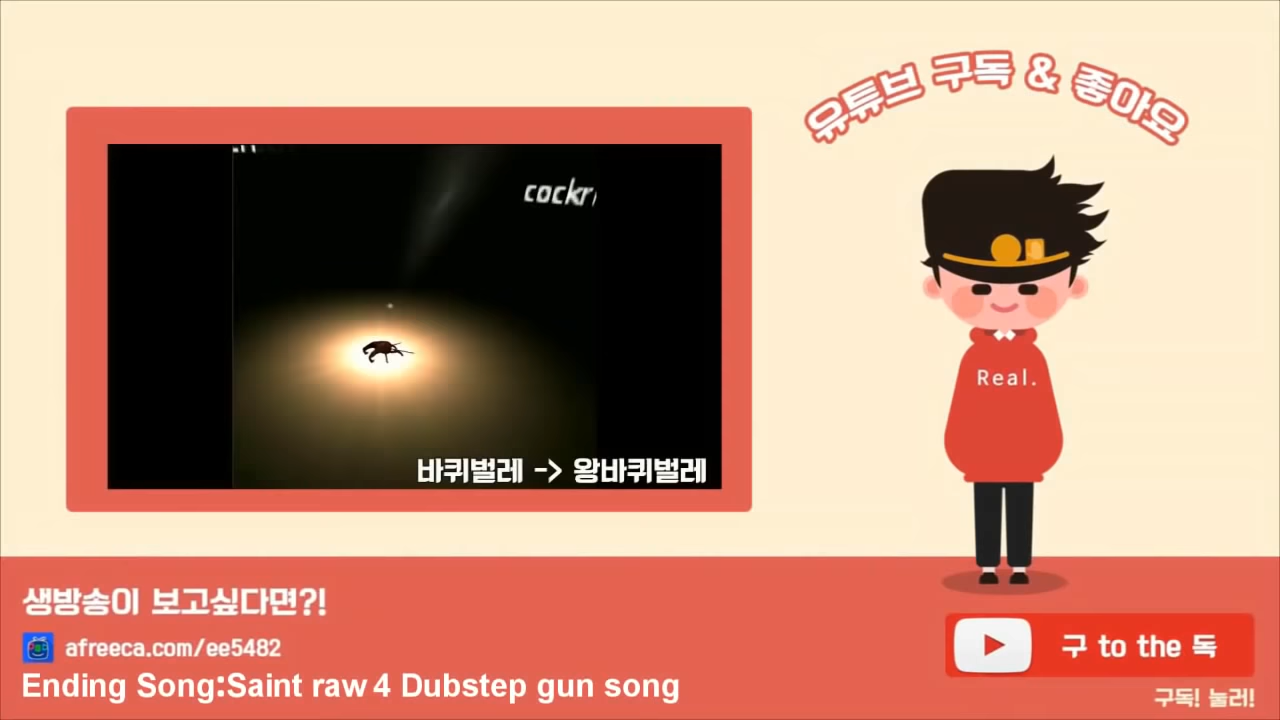 유튜브 구독 & 좋아요
cockr
바퀴벌레 -> 왕바퀴벌레
Real.
생방송이 보고싶다면?!
afreeca.com/ee5482
Ending Song:Saint raw 4 Dubstep gun song
구 to the 독
구독! 눌러!